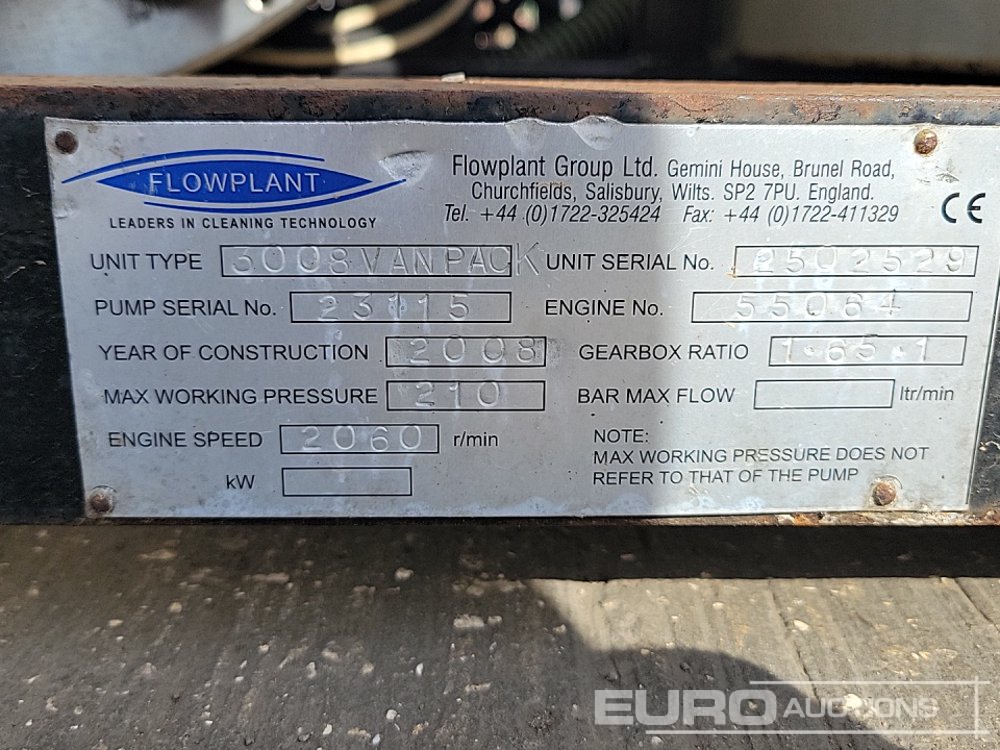 FLOWPLANT
LEADERS IN CLEANING TECHNOLOGY
Flowplant Group Ltd. Gemini House, Brunel Road,
Churchfields, Salisbury, Wilts. SP2 7PU. England.
Tel. +44 (0)1722-325424 Fax: +44 (0)1722-411329
CE
UNIT TYPE 3008VANPACK UNIT SERIAL No. 2502529
PUMP SERIAL No. 23115 ENGINE No. 55064
YEAR OF CONSTRUCTION 2008 GEARBOX RATIO 1·65·1
MAX WORKING PRESSURE 210 BAR MAX FLOW ltr/min
ENGINE SPEED 2060 r/min
kW
NOTE:
MAX WORKING PRESSURE DOES NOT
REFER TO THAT OF THE PUMP
EURO AUCTIONS